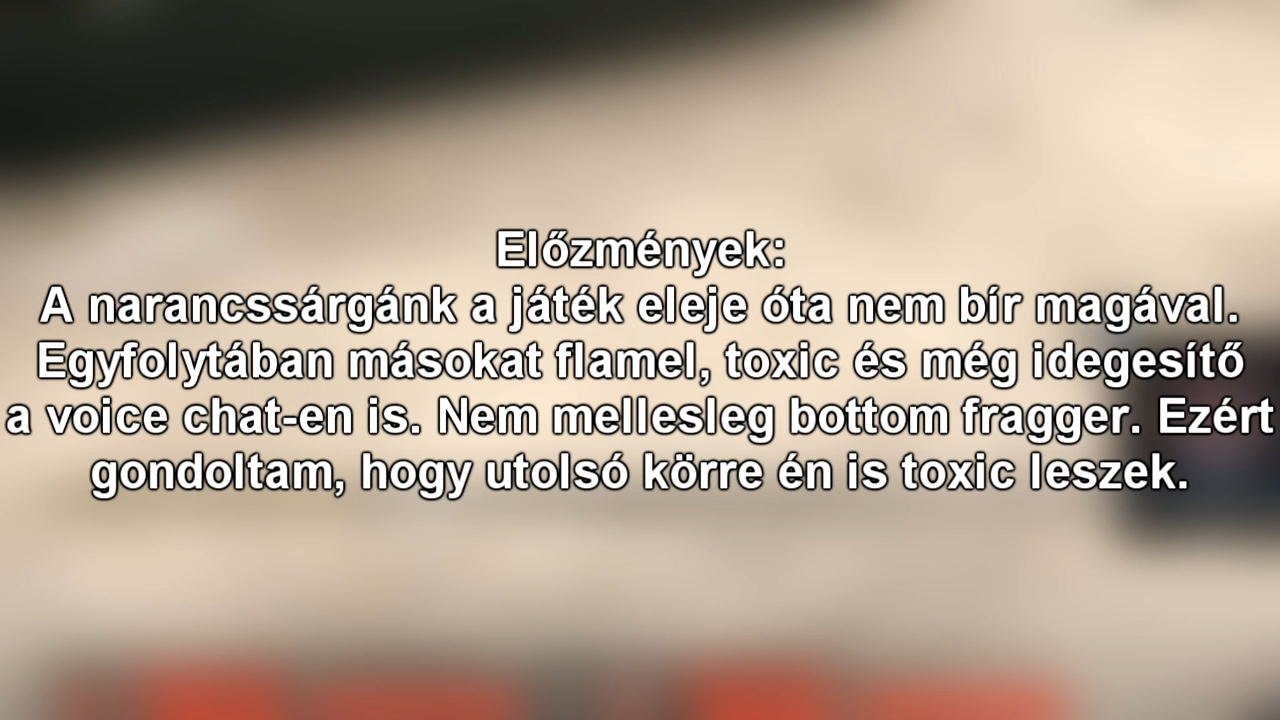 Előzmények:
A narancssárgánk a játék eleje óta nem bír magával.
Egyfolytában másokat flamel, toxic és még idegesítő
a voice chat-en is. Nem mellesleg bottom fragger. Ezért
gondoltam, hogy utolsó körre én is toxic leszek.